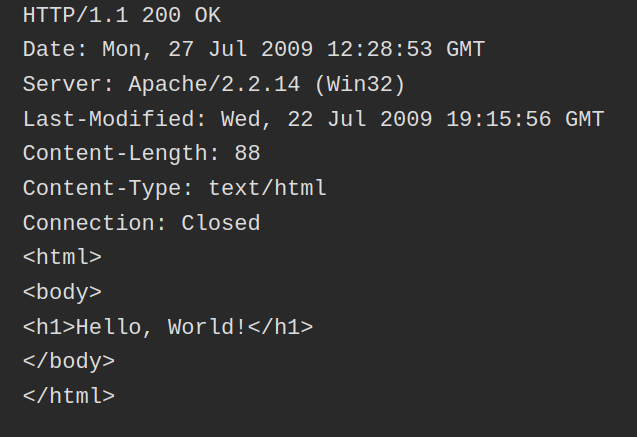 HTTP/1.1 200 OK
Date: Mon, 27 Jul 2009 12:28:53 GMT
Server: Apache/2.2.14 (Win32)
Last-Modified: Wed, 22 Jul 2009 19:15:56 GMT
Content-Length: 88
Content-Type: text/html
Connection: Closed
<html>
<body>
<h1>Hello, World!</h1>
</body>
</html>